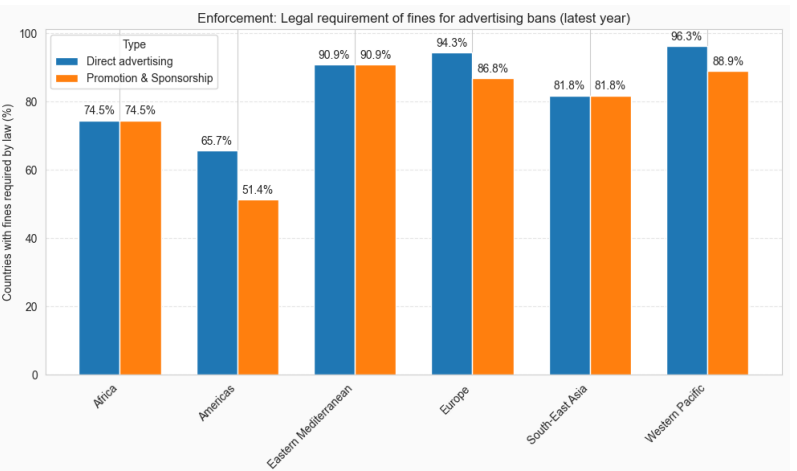 Enforcement: Legal requirement of fines for advertising bans (latest year)
Type
Direct advertising
Promotion & Sponsorship
Countries with fines required by law (%)
100
80
60
40
20
0
74.5% 74.5%
65.7%
51.4%
90.9% 90.9%
94.3%
86.8%
81.8% 81.8%
96.3%
88.9%
Africa
Americas
Eastern Mediterranean
Europe
South-East Asia
Western Pacific